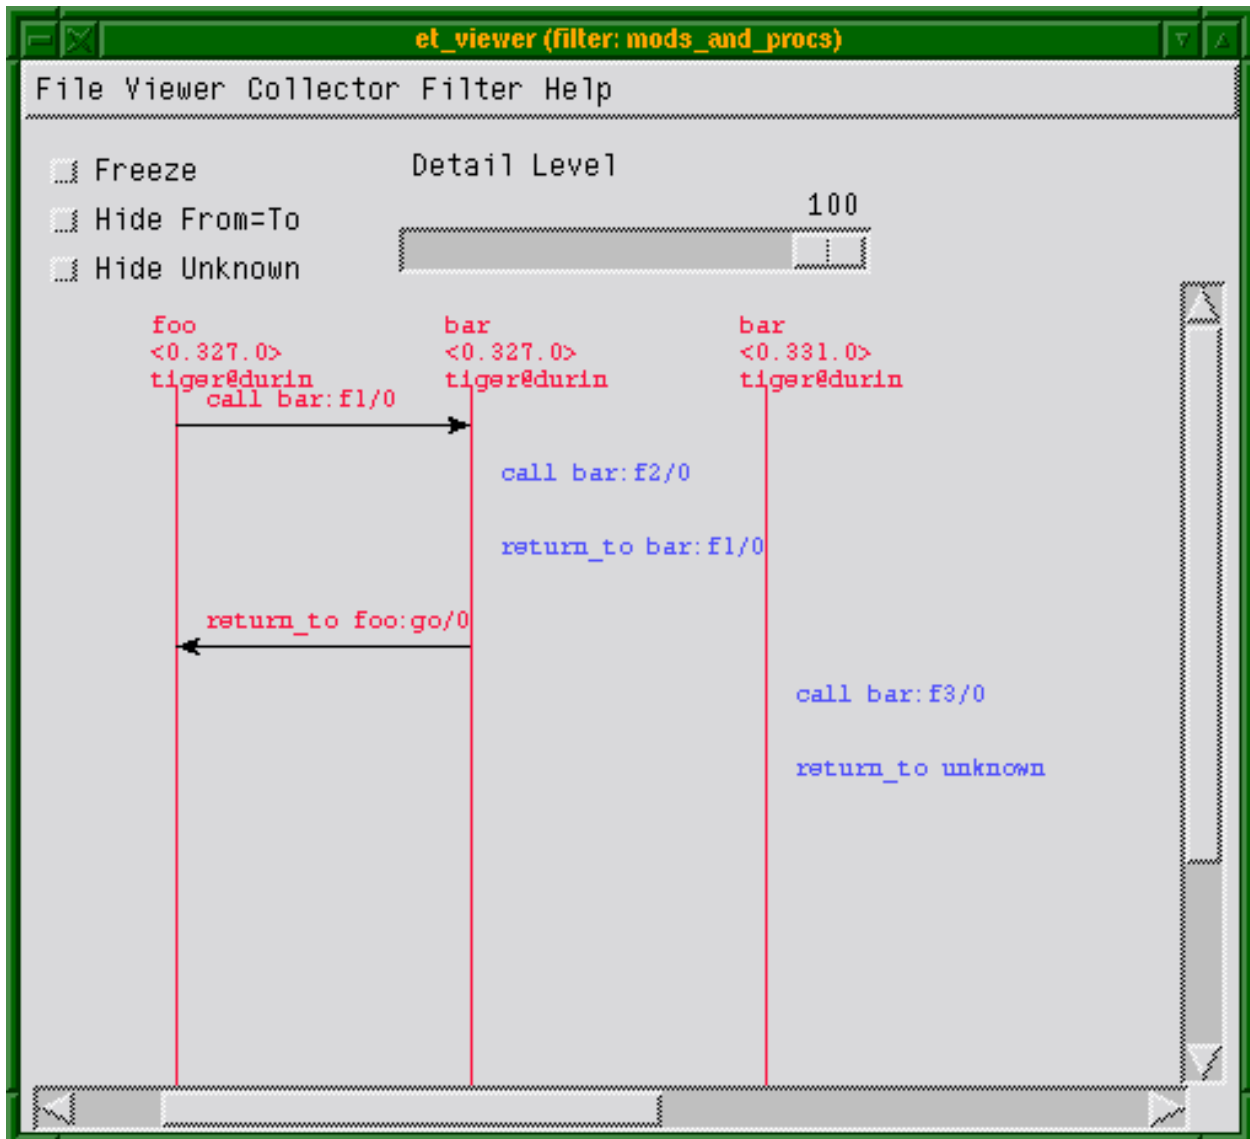 et_viewer (filter: mods_and_procs)
File Viewer Collector Filter Help
Freeze
Detail Level
Hide From=To
100
Hide Unknown
foo bar bar
<0.327.0> <0.327.0> <0.331.0>
tiger@durin tiger@durin tiger@durin
call bar:f1/0
call bar:f2/0
return_to bar:f1/0
return_to foo:go/0
call bar:f3/0
return_to unknown